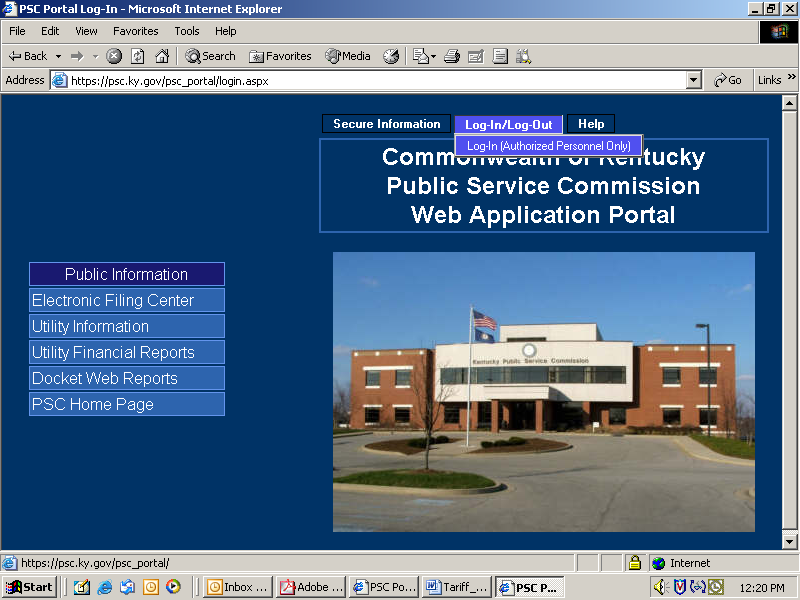 PSC Portal Log-In - Microsoft Internet Explorer
File Edit View Favorites Tools Help
Back Search Favorites Media
Address https://psc.ky.gov/psc_portal/login.aspx Go Links »
Secure Information Log-In/Log-Out Help
Log-In (Authorized Personnel Only)
Commonwealth of Kentucky
Public Service Commission
Web Application Portal
Public Information
Electronic Filing Center
Utility Information
Utility Financial Reports
Docket Web Reports
PSC Home Page
Kentucky Public Service Commission
https://psc.ky.gov/psc_portal/ Internet
Start Inbox ... Adobe ... PSC Po... Tariff_... PSC P... 12:20 PM